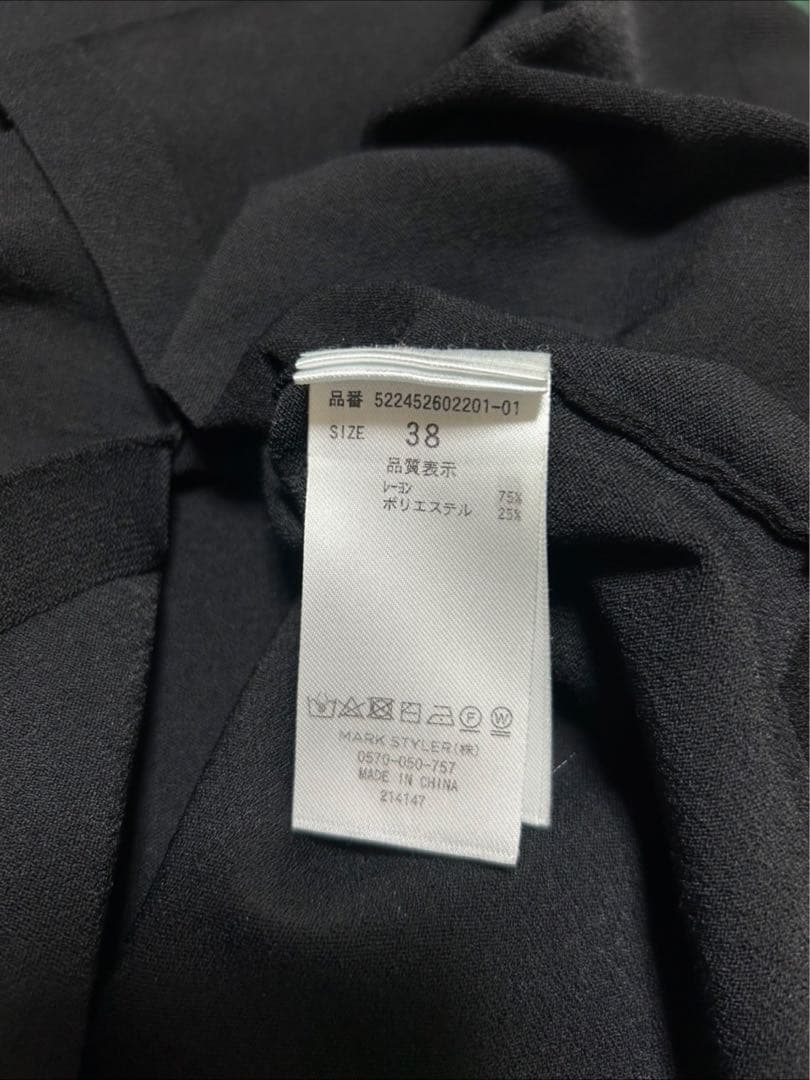 品番 522452602201-01
SIZE 38
品質表示
レーヨン 75%
ポリエステル 25%
MARK STYLER(株)
0570-050-757
MADE IN CHINA
214147